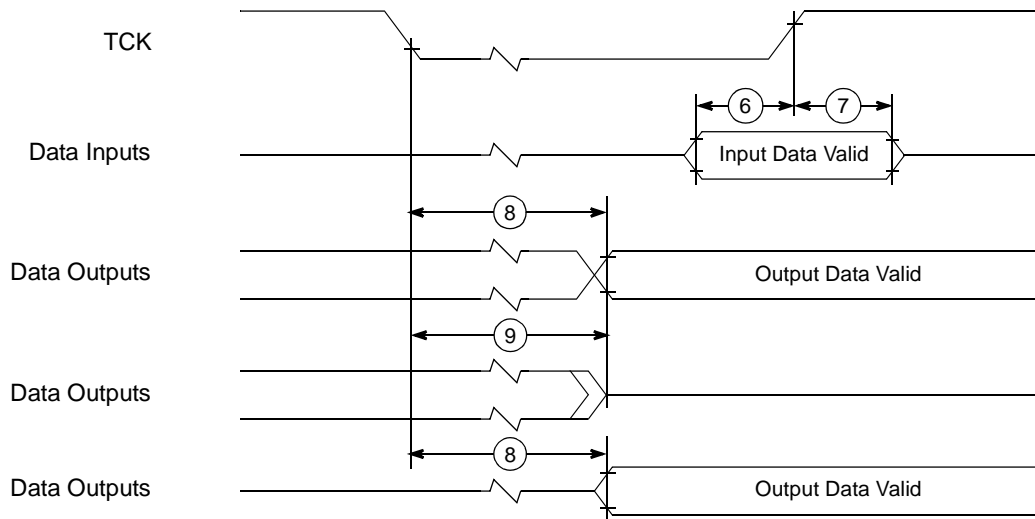 TCK
6 7
Data Inputs Input Data Valid
8
Data Outputs Output Data Valid
9
Data Outputs
8
Data Outputs Output Data Valid